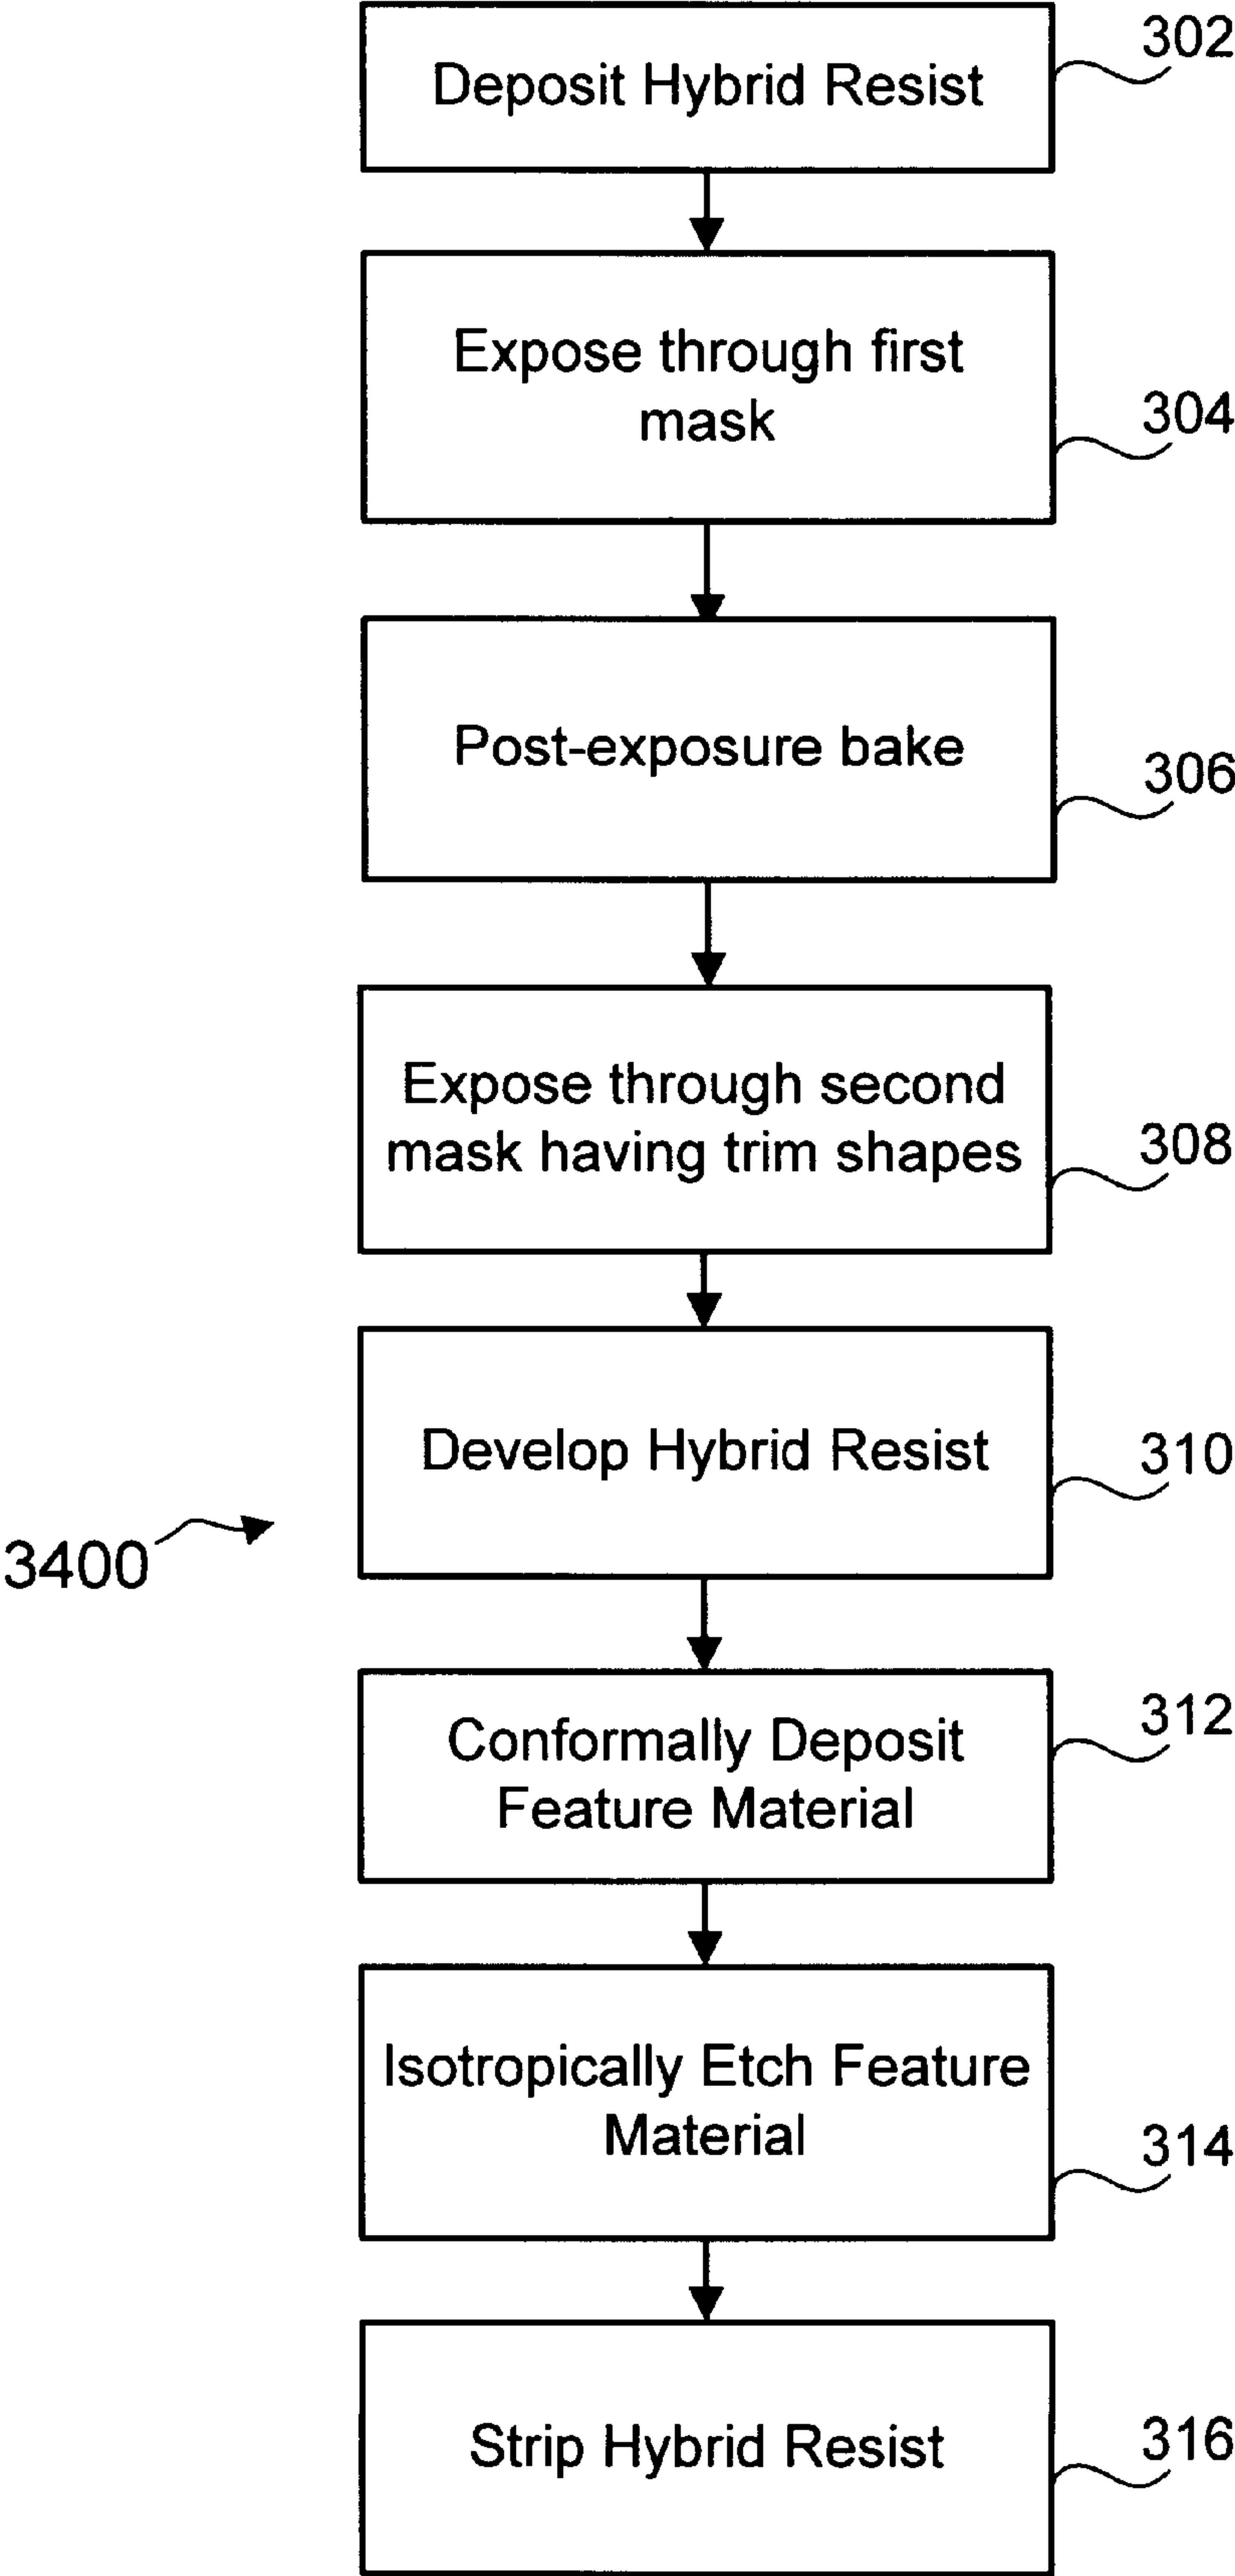 Deposit Hybrid Resist
302
Expose through first
mask
304
Post-exposure bake
306
Expose through second
mask having trim shapes
308
Develop Hybrid Resist
310
3400
Conformally Deposit
Feature Material
312
Isotropically Etch Feature
Material
314
Strip Hybrid Resist
316